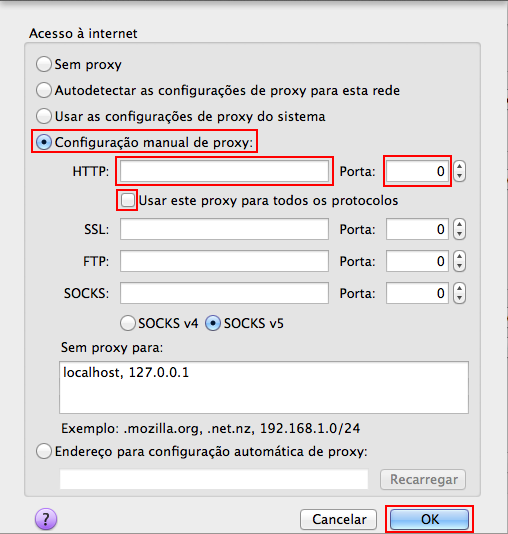 Acesso à internet
Sem proxy
Autodetectar as configurações de proxy para esta rede
Usar as configurações de proxy do sistema
Configuração manual de proxy:
HTTP: Porta: 0
Usar este proxy para todos os protocolos
SSL: Porta: 0
FTP: Porta: 0
SOCKS: Porta: 0
SOCKS v4 SOCKS v5
Sem proxy para:
localhost, 127.0.0.1
Exemplo: .mozilla.org, .net.nz, 192.168.1.0/24
Endereço para configuração automática de proxy:
Recarregar
? Cancelar OK